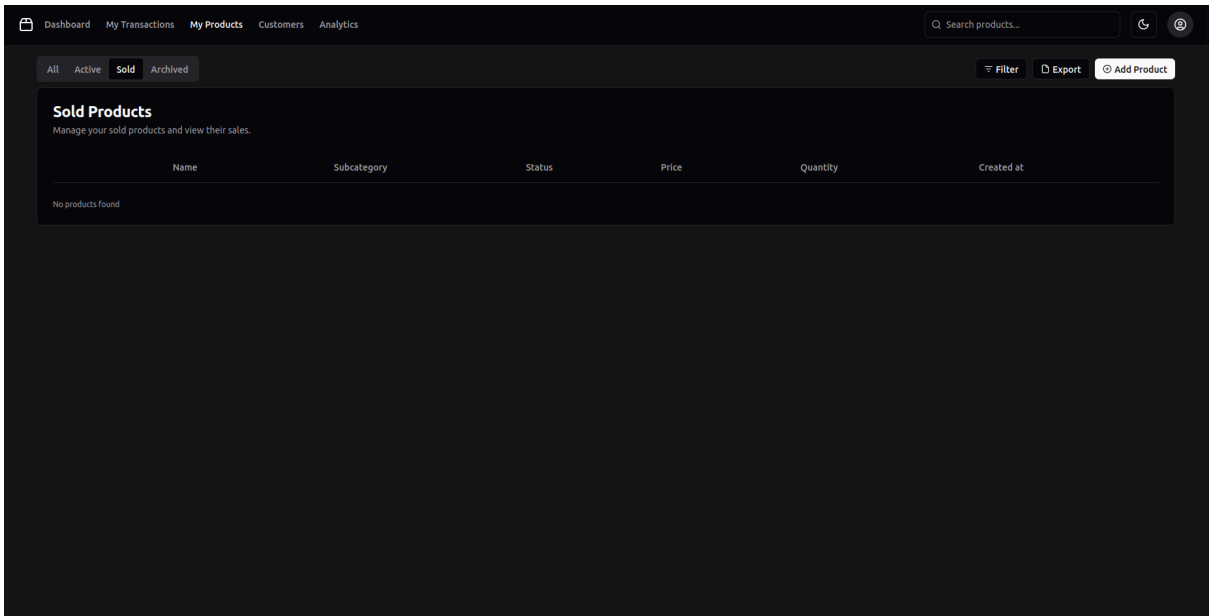 Dashboard My Transactions My Products Customers Analytics Search products...
All Active Sold Archived Filter Export Add Product
Sold Products
Manage your sold products and view their sales.
Name Subcategory Status Price Quantity Created at
No products found